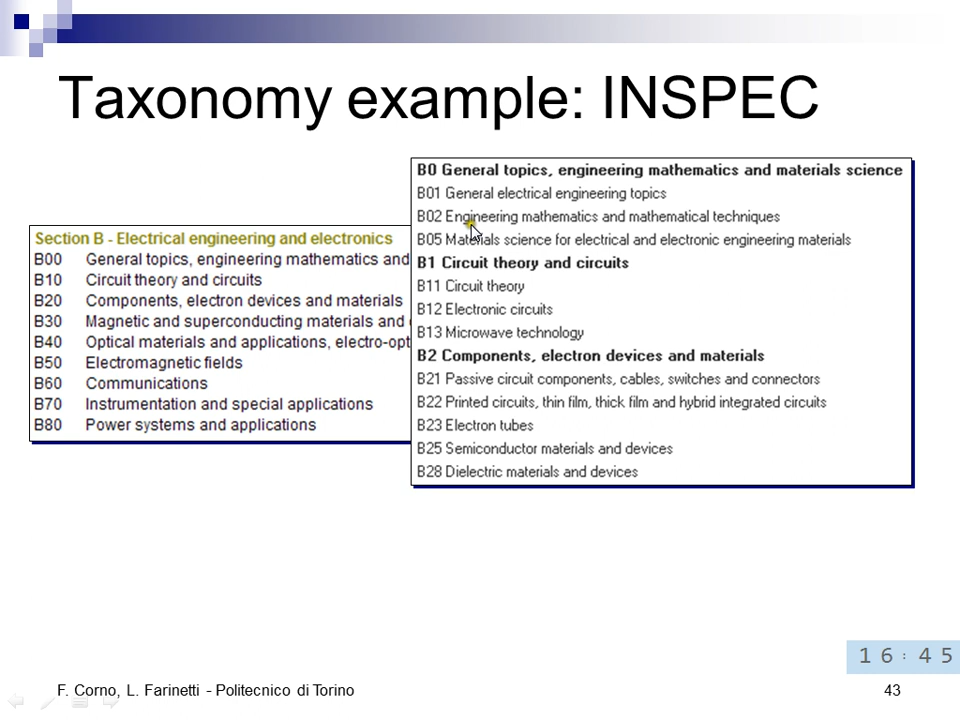 Taxonomy example: INSPEC
Section B - Electrical engineering and electronics
B00 General topics, engineering mathematics and
B10 Circuit theory and circuits
B20 Components, electron devices and materials
B30 Magnetic and superconducting materials and
B40 Optical materials and applications, electro-opt
B50 Electromagnetic fields
B60 Communications
B70 Instrumentation and special applications
B80 Power systems and applications
B0 General topics, engineering mathematics and materials science
B01 General electrical engineering topics
B02 Engineering mathematics and mathematical techniques
B05 Materials science for electrical and electronic engineering materials
B1 Circuit theory and circuits
B11 Circuit theory
B12 Electronic circuits
B13 Microwave technology
B2 Components, electron devices and materials
B21 Passive circuit components, cables, switches and connectors
B22 Printed circuits, thin film, thick film and hybrid integrated circuits
B23 Electron tubes
B25 Semiconductor materials and devices
B28 Dielectric materials and devices
16:45
F. Corno, L. Farinetti - Politecnico di Torino
43